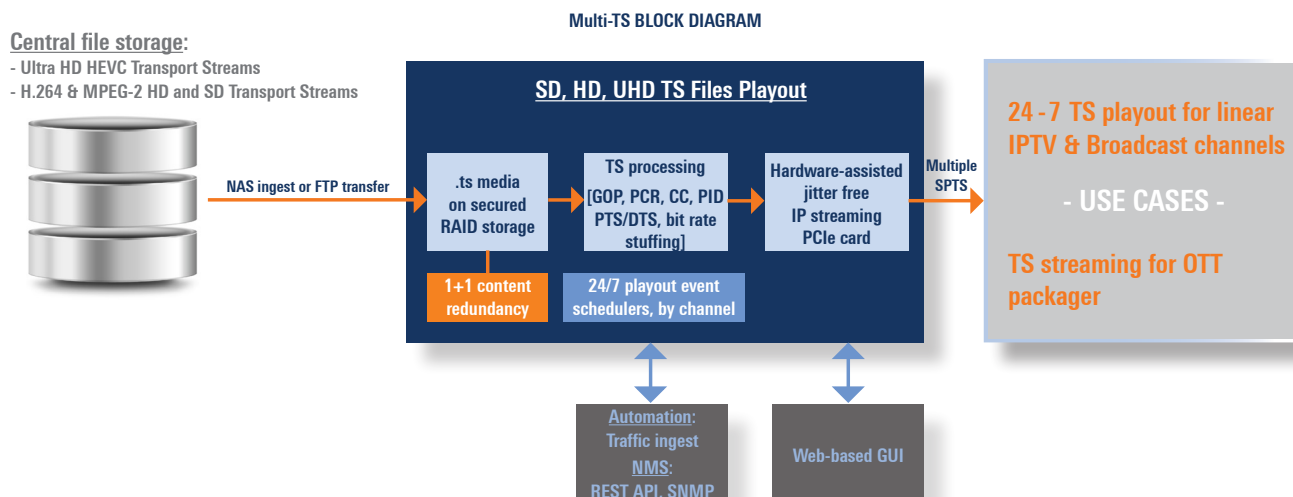 Multi-TS BLOCK DIAGRAM
Central file storage:
- Ultra HD HEVC Transport Streams
- H.264 & MPEG-2 HD and SD Transport Streams
NAS ingest or FTP transfer
SD, HD, UHD TS Files Playout
.ts media
on secured
RAID storage
TS processing
[GOP, PCR, CC, PID
PTS/DTS, bit rate
stuffing]
Hardware-assisted
jitter free
IP streaming
PCIe card
1+1 content
redundancy
24/7 playout event
schedulers, by channel
Multiple
SPTS
24 - 7 TS playout for linear
IPTV & Broadcast channels
- USE CASES -
TS streaming for OTT
packager
Automation:
Traffic ingest
NMS:
REST API, SNMP
Web-based GUI